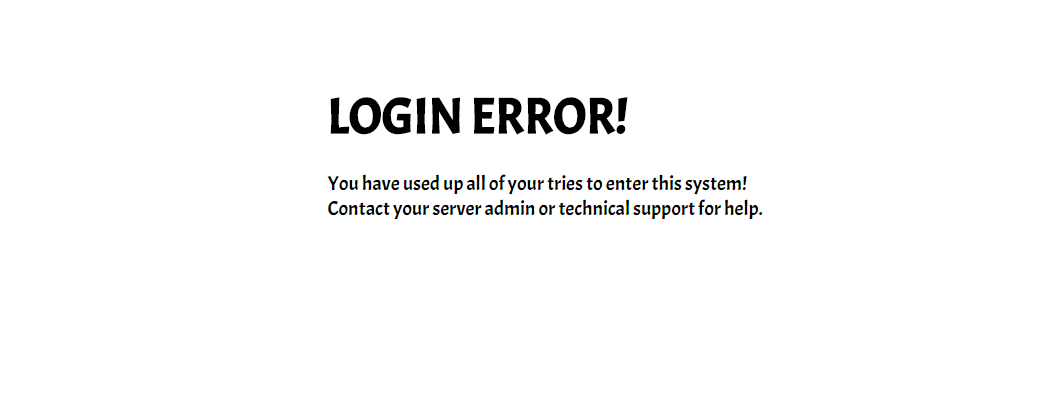 LOGIN ERROR!
You have used up all of your tries to enter this system!
Contact your server admin or technical support for help.